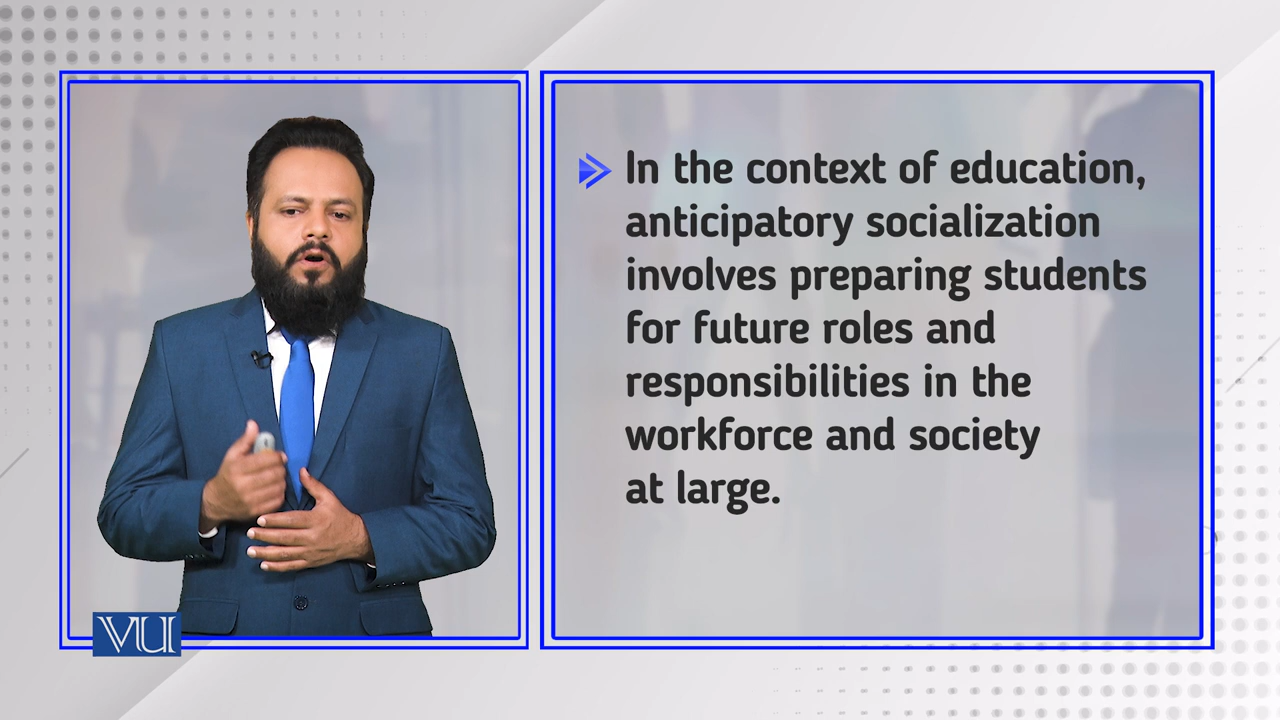 In the context of education,
anticipatory socialization
involves preparing students
for future roles and
responsibilities in the
workforce and society
at large.
VU